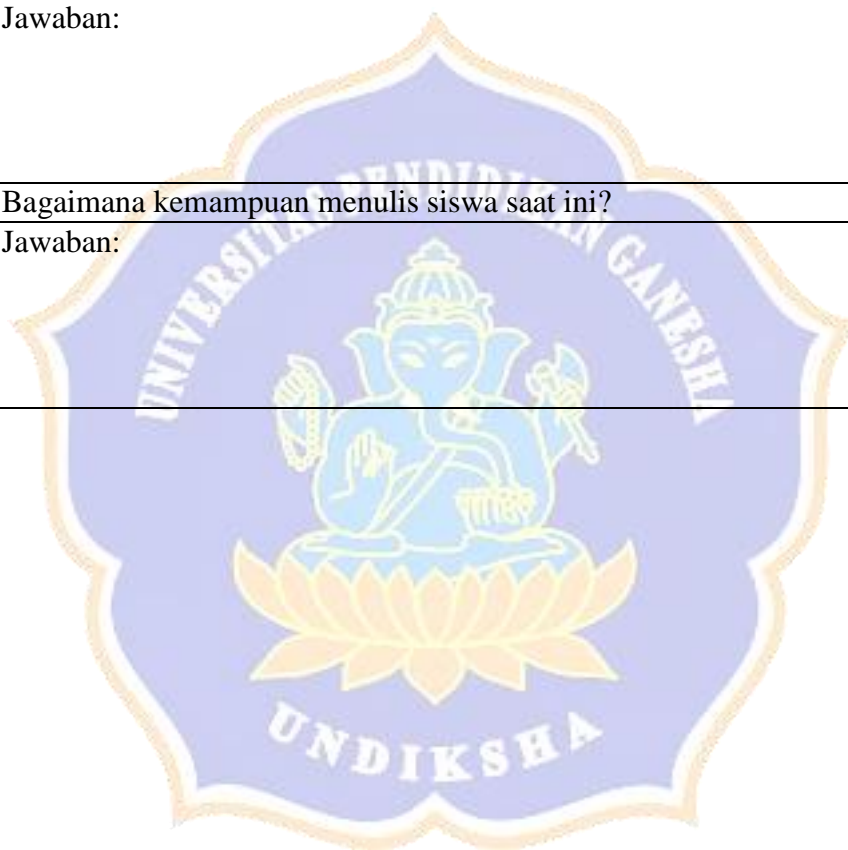 Jawaban:
Bagaimana kemampuan menulis siswa saat ini?
Jawaban:
UNIVERSITAS PENDIDIKAN GANESHA
UNDIKSHA